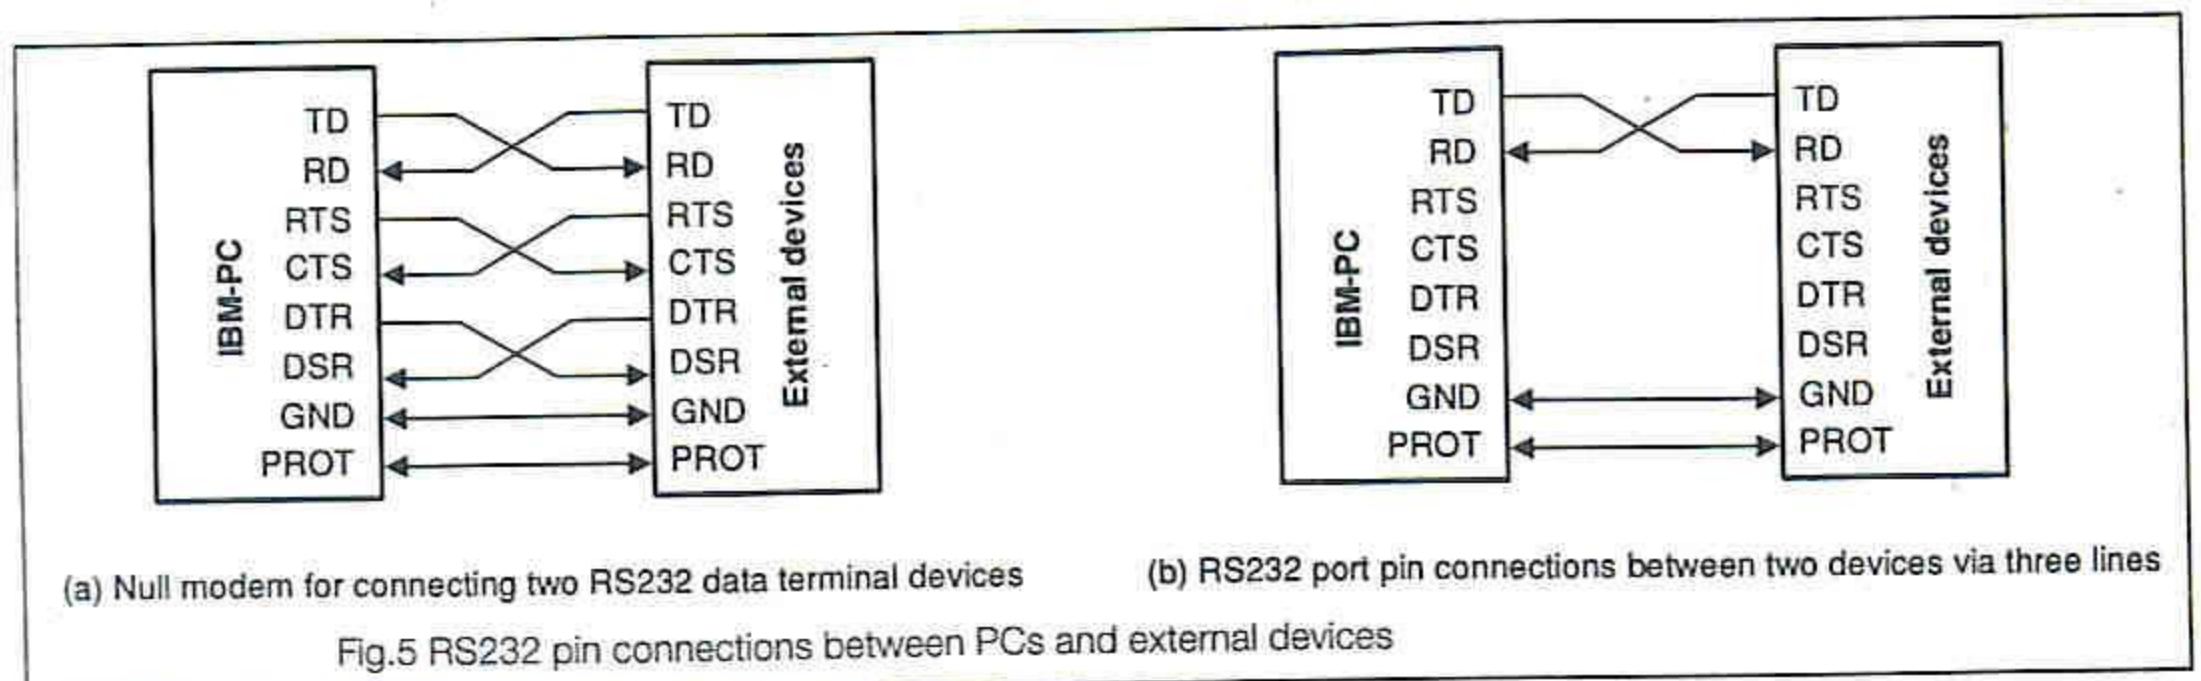 IBM-PC
TD
RD
RTS
CTS
DTR
DSR
GND
PROT
TD
RD
RTS
CTS
DTR
DSR
GND
PROT
External devices
(a) Null modem for connecting two RS232 data terminal devices
IBM-PC
TD
RD
RTS
CTS
DTR
DSR
GND
PROT
TD
RD
RTS
CTS
DTR
DSR
GND
PROT
External devices
(b) RS232 port pin connections between two devices via three lines
Fig.5 RS232 pin connections between PCs and external devices